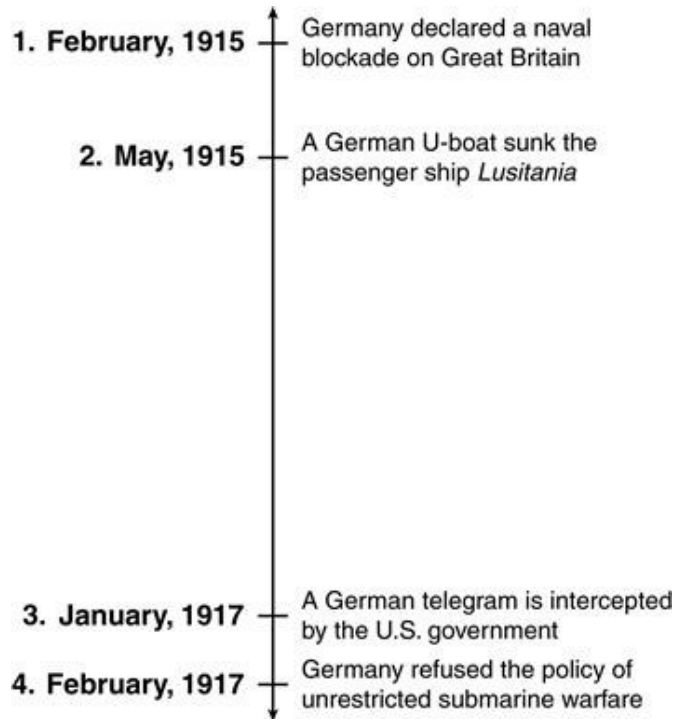 1. February, 1915
Germany declared a naval
blockade on Great Britain
2. May, 1915
A German U-boat sunk the
passenger ship Lusitania
3. January, 1917
A German telegram is intercepted
by the U.S. government
4. February, 1917
Germany refused the policy of
unrestricted submarine warfare